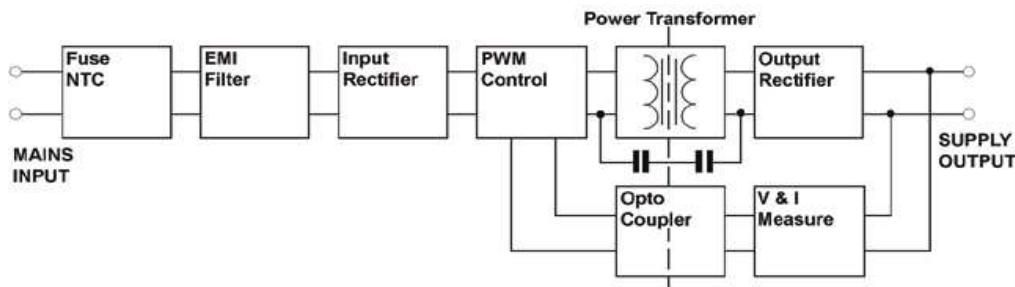 Power Transformer
Fuse
NTC
EMI
Filter
Input
Rectifier
PWM
Control
Output
Rectifier
MAINS
INPUT
SUPPLY
OUTPUT
Opto
Coupler
V & I
Measure